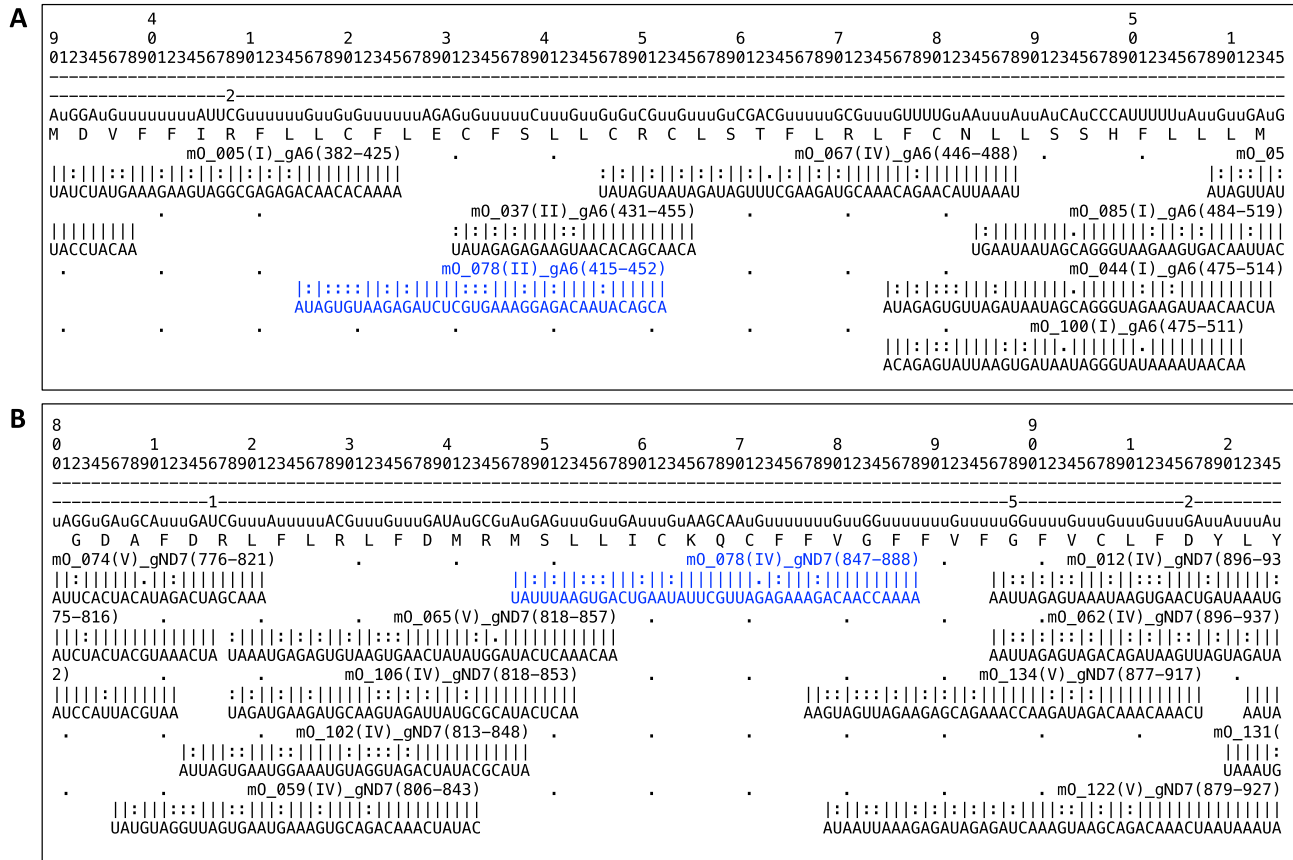 A
4 5
9 0 1 2 3 4 5 6 7 8 9 0 1
012345678901234567890123456789012345678901234567890123456789012345678901234567890123456789012345678901234567890123456789012345
------------------2-----------------------------------------------------------------------------------------------------------
AuGGAuGuuuuuuuuAUUCGuuuuuuGuuGuGuuuuuuAGAGuGuuuuCuuuGuuGuGuCGuuGuuuGuCGACGuuuuuGCGuuuGUUUUGuAAuuuAuuAuCAuCCCAUUUUUuAuuGuuGAuG
M D V F F I R F L L C F L E C F S L L C R C L S T F L R L F C N L L S S H F L L L M
mO_005(I)_gA6(382-425) . . mO_067(IV)_gA6(446-488) . . mO_05
UAUCUAUGAAAGAAGUAGGCGAGAGACAACACAAAA UAUAGUAAUAGAUAGUUUCGAAGAUGCAAACAGAACAUUAAAU AUAGUUAU
. . mO_037(II)_gA6(431-455) . . . mO_085(I)_gA6(484-519)
UACCUACAA UAUAGAGAGAAGUAACACAGCAACA UGAAUAAUAGCAGGGUAAGAAGUGACAAUUAC
. . . mO_078(II)_gA6(415-452) . . . mO_044(I)_gA6(475-514)
AUAGUGUAAGAGAUCUCGUGAAAGGAGACAAUACAGCA AUAGAGUGUUAGAUAAUAGCAGGGUAGAAGAUAACAACUA
. . . . . . . . . mO_100(I)_gA6(475-511)
ACAGAGUAUUAAGUGAUAAUAGGGUAUAAAAUAACAA
B
8 9
0 1 2 3 4 5 6 7 8 9 0 1 2
012345678901234567890123456789012345678901234567890123456789012345678901234567890123456789012345678901234567890123456789012345
----------------1---------------------------------------------------------------------------------5-----------------2---------
uAGGuGAuGCAuuuGAUCGuuuAuuuuuACGuuuGuuuGAUAuGCGuAuGAGuuuGuuGAuuuGuAAGCAAuGuuuuuuuGuuGGuuuuuuuGuuuuuGGuuuuGuuuGuuuGuuuGAuuAuuuAu
G D A F D R L F L R L F D M R M S L L I C K Q C F F V G F F V F G F V C L F D Y L Y
mO_074(V)_gND7(776-821) . . . mO_078(IV)_gND7(847-888) . . mO_012(IV)_gND7(896-93
AUUCACUACAUAGACUAGCAAA UAUUUAAGUGACUGAAUAUUCGUUAGAGAAAGACAACCAAAA AAUUAGAGUAAAUAAGUGAACUGAUAAAUG
75-816) . . . mO_065(V)_gND7(818-857) . . . . .mO_062(IV)_gND7(896-937)
AUCUACUACGUAAACUA UAAAUGAGAGUGUAAGUGAACUAUAUGGAUACUCAAACAA AAUUAGAGUAGACAGAUAAGUUAGUAGAUA
2) . . mO_106(IV)_gND7(818-853) . . . . mO_134(V)_gND7(877-917) .
AUCCAUUACGUAA UAGAUGAAGAUGCAAGUAGAUUAUGCGCAUACUCAA AAGUAGUUAGAAGAGCAGAAACCAAGAUAGACAAACAAACU AAUA
. . . mO_102(IV)_gND7(813-848) . . . . . . . mO_131(
AUUAGUGAAUGGAAAUGUAGGUAGACUAUACGCAUA UAAAUG
. . mO_059(IV)_gND7(806-843) . . . . . .mO_122(V)_gND7(879-927)
UAUGUAGGUUAGUGAAUGAAAGUGCAGACAAACUAUAC AUAAUUAAAGAGAUAGAGAUCAAAGUAAGCAGACAAACUAAUAAAUA